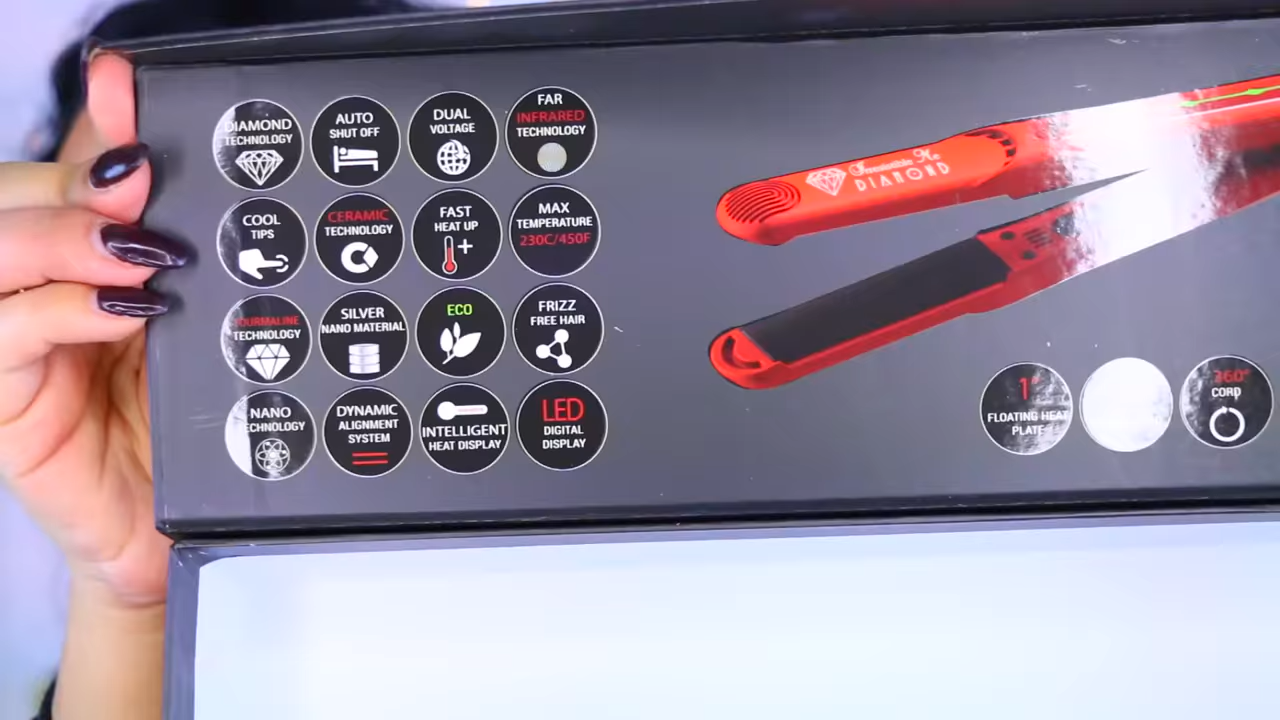 DIAMOND
TECHNOLOGY
AUTO
SHUT OFF
DUAL
VOLTAGE
FAR
INFRARED
TECHNOLOGY
COOL
TIPS
CERAMIC
TECHNOLOGY
FAST
HEAT UP
MAX
TEMPERATURE
230C/450F
TOURMALINE
TECHNOLOGY
SILVER
NANO MATERIAL
ECO
FRIZZ
FREE HAIR
NANO
TECHNOLOGY
DYNAMIC
ALIGNMENT
SYSTEM
INTELLIGENT
HEAT DISPLAY
LED
DIGITAL
DISPLAY
Irresistible Me
DIAMOND
1"
FLOATING HEAT
PLATE
360°
CORD